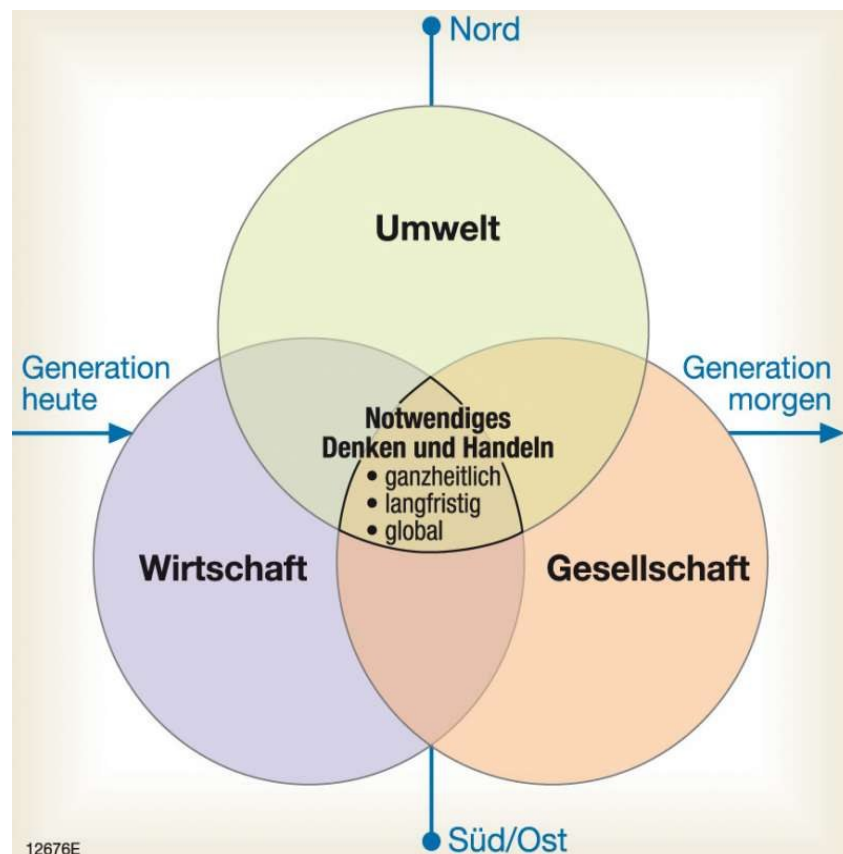 Nord
Umwelt
Generation
heute
Generation
morgen
Notwendiges
Denken und Handeln
• ganzheitlich
• langfristig
• global
Wirtschaft
Gesellschaft
Süd/Ost
12676E